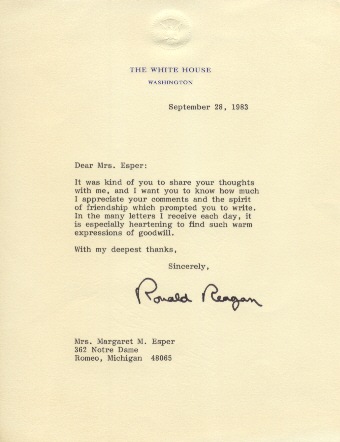 THE WHITE HOUSE
WASHINGTON
September 28, 1983
Dear Mrs. Esper:
It was kind of you to share your thoughts
with me, and I want you to know how much
I appreciate your comments and the spirit
of friendship which prompted you to write.
In the many letters I receive each day, it
is especially heartening to find such warm
expressions of goodwill.
With my deepest thanks,
Sincerely,
Ronald Reagan
Mrs. Margaret M. Esper
362 Notre Dame
Romeo, Michigan 48065